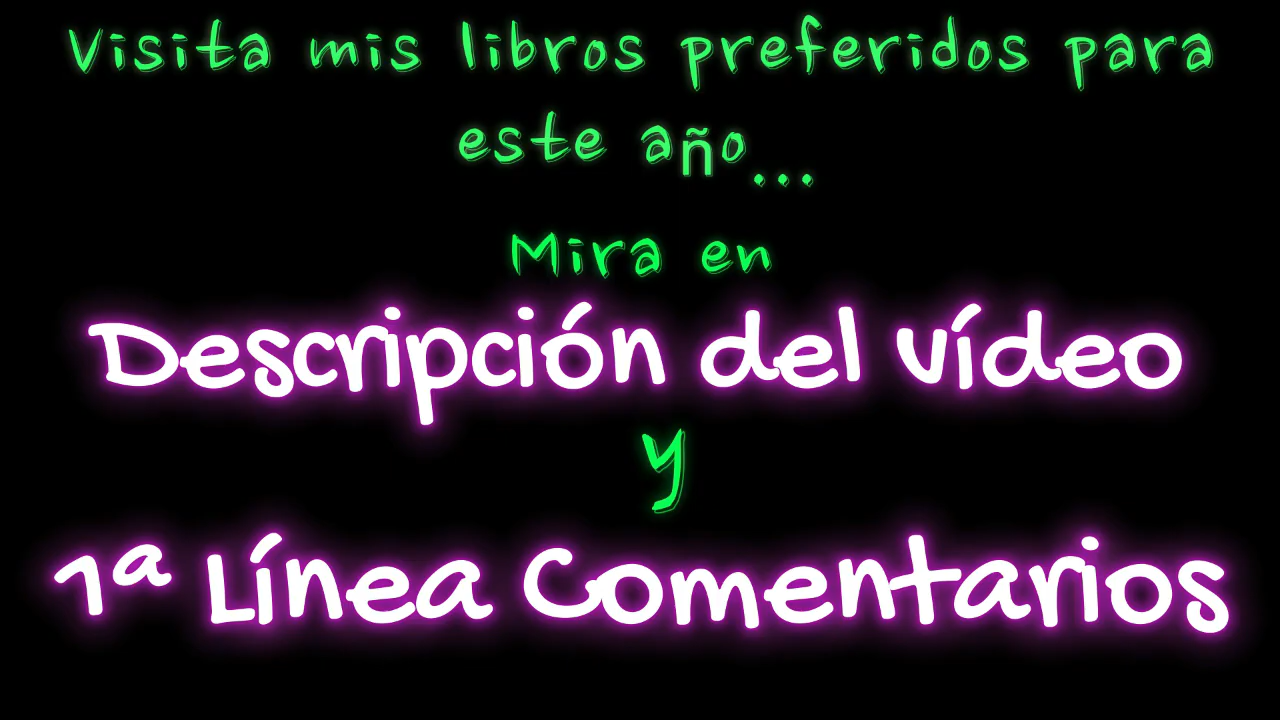 Visita mis libros preferidos para
este año...
Mira en
Descripción del vídeo
y
1ª Línea Comentarios